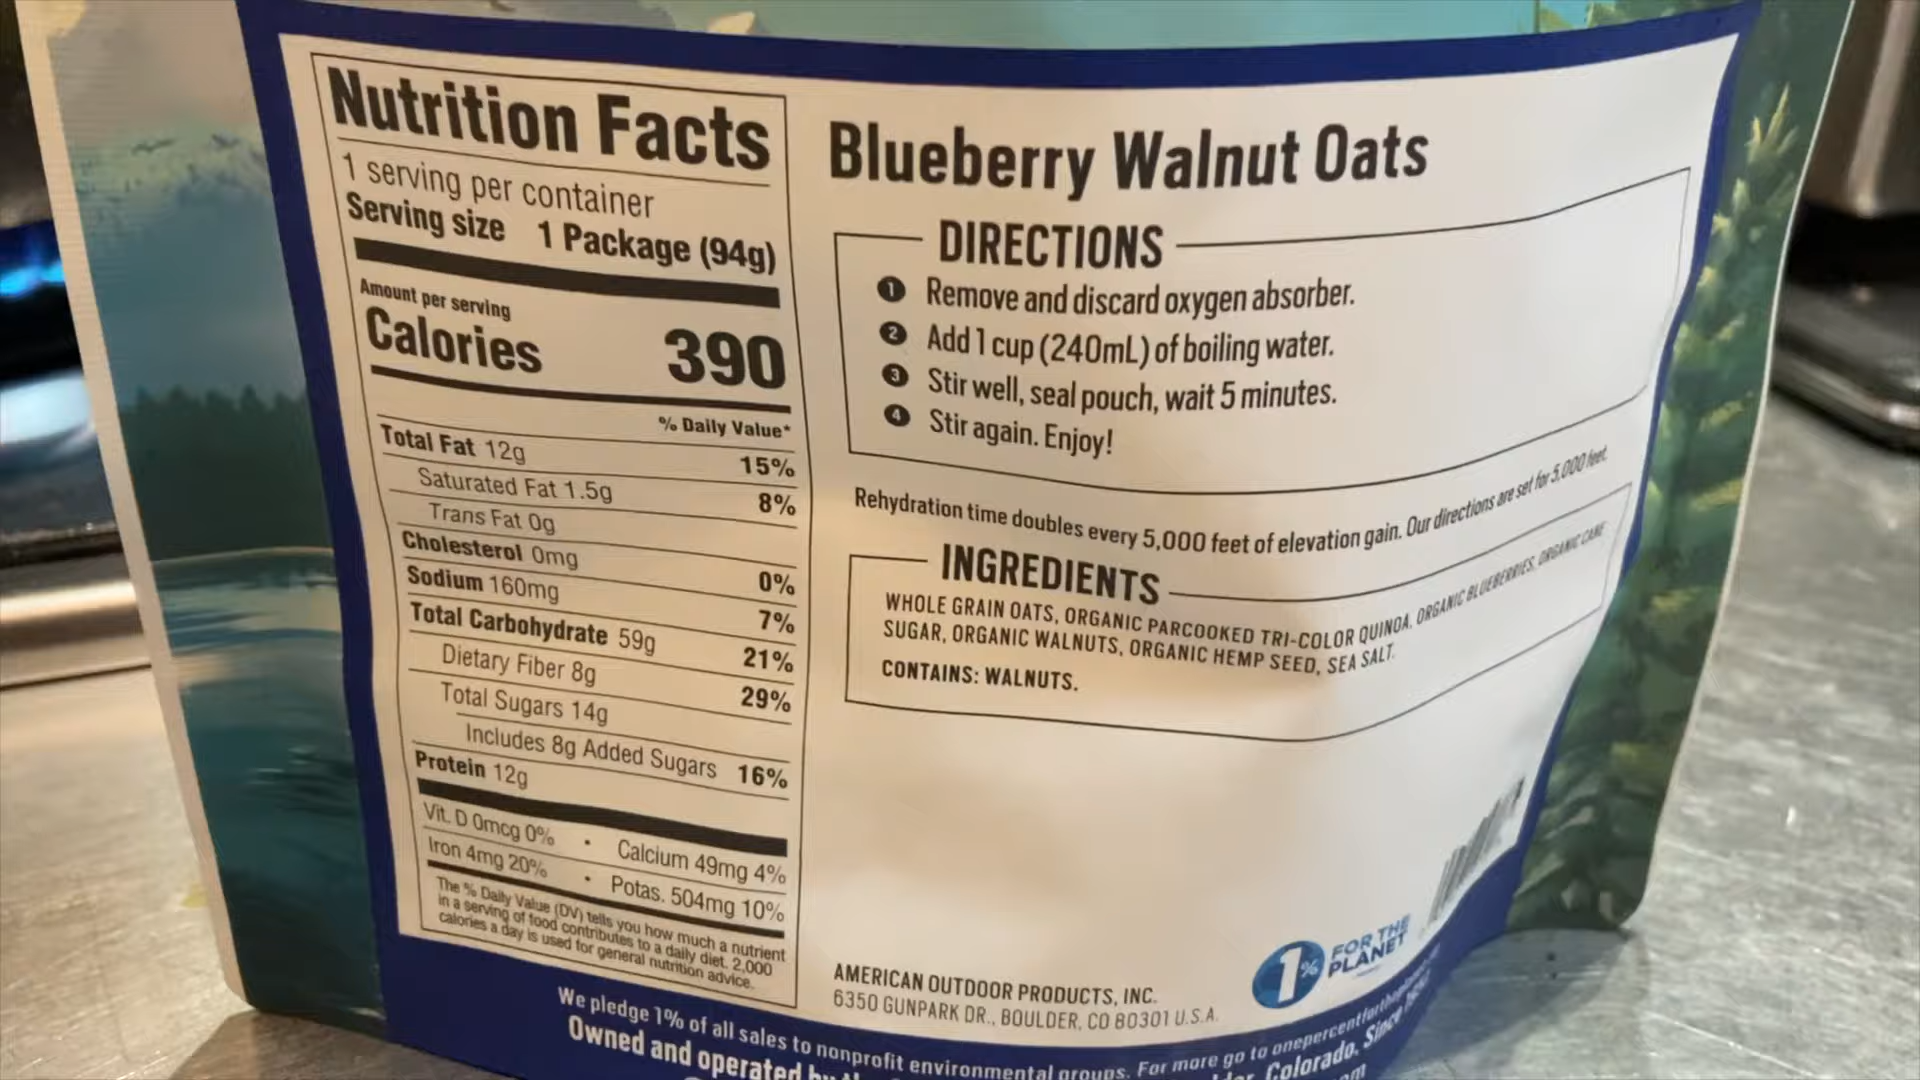 Nutrition Facts
1 serving per container
Serving size 1 Package (94g)
Amount per serving
Calories 390
% Daily Value*
Total Fat 12g 15%
Saturated Fat 1.5g 8%
Trans Fat 0g
Cholesterol 0mg 0%
Sodium 160mg 7%
Total Carbohydrate 59g 21%
Dietary Fiber 8g 29%
Total Sugars 14g
Includes 8g Added Sugars 16%
Protein 12g
Vit. D 0mcg 0% • Calcium 49mg 4%
Iron 4mg 20% • Potas. 504mg 10%
The % Daily Value (DV) tells you how much a nutrient
in a serving of food contributes to a daily diet. 2,000
calories a day is used for general nutrition advice.
Blueberry Walnut Oats
DIRECTIONS
1 Remove and discard oxygen absorber.
2 Add 1 cup (240mL) of boiling water.
3 Stir well, seal pouch, wait 5 minutes.
4 Stir again. Enjoy!
Rehydration time doubles every 5,000 feet of elevation gain. Our directions are set for 5,000 feet.
INGREDIENTS
WHOLE GRAIN OATS, ORGANIC PARCOOKED TRI-COLOR QUINOA, ORGANIC BLUEBERRIES, ORGANIC CANE
SUGAR, ORGANIC WALNUTS, ORGANIC HEMP SEED, SEA SALT.
CONTAINS: WALNUTS.
AMERICAN OUTDOOR PRODUCTS, INC.
6350 GUNPARK DR., BOULDER, CO 80301 U.S.A.
1% FOR THE
PLANET
We pledge 1% of all sales to nonprofit environmental groups. For more go to
Owned and operated Colorado. Since